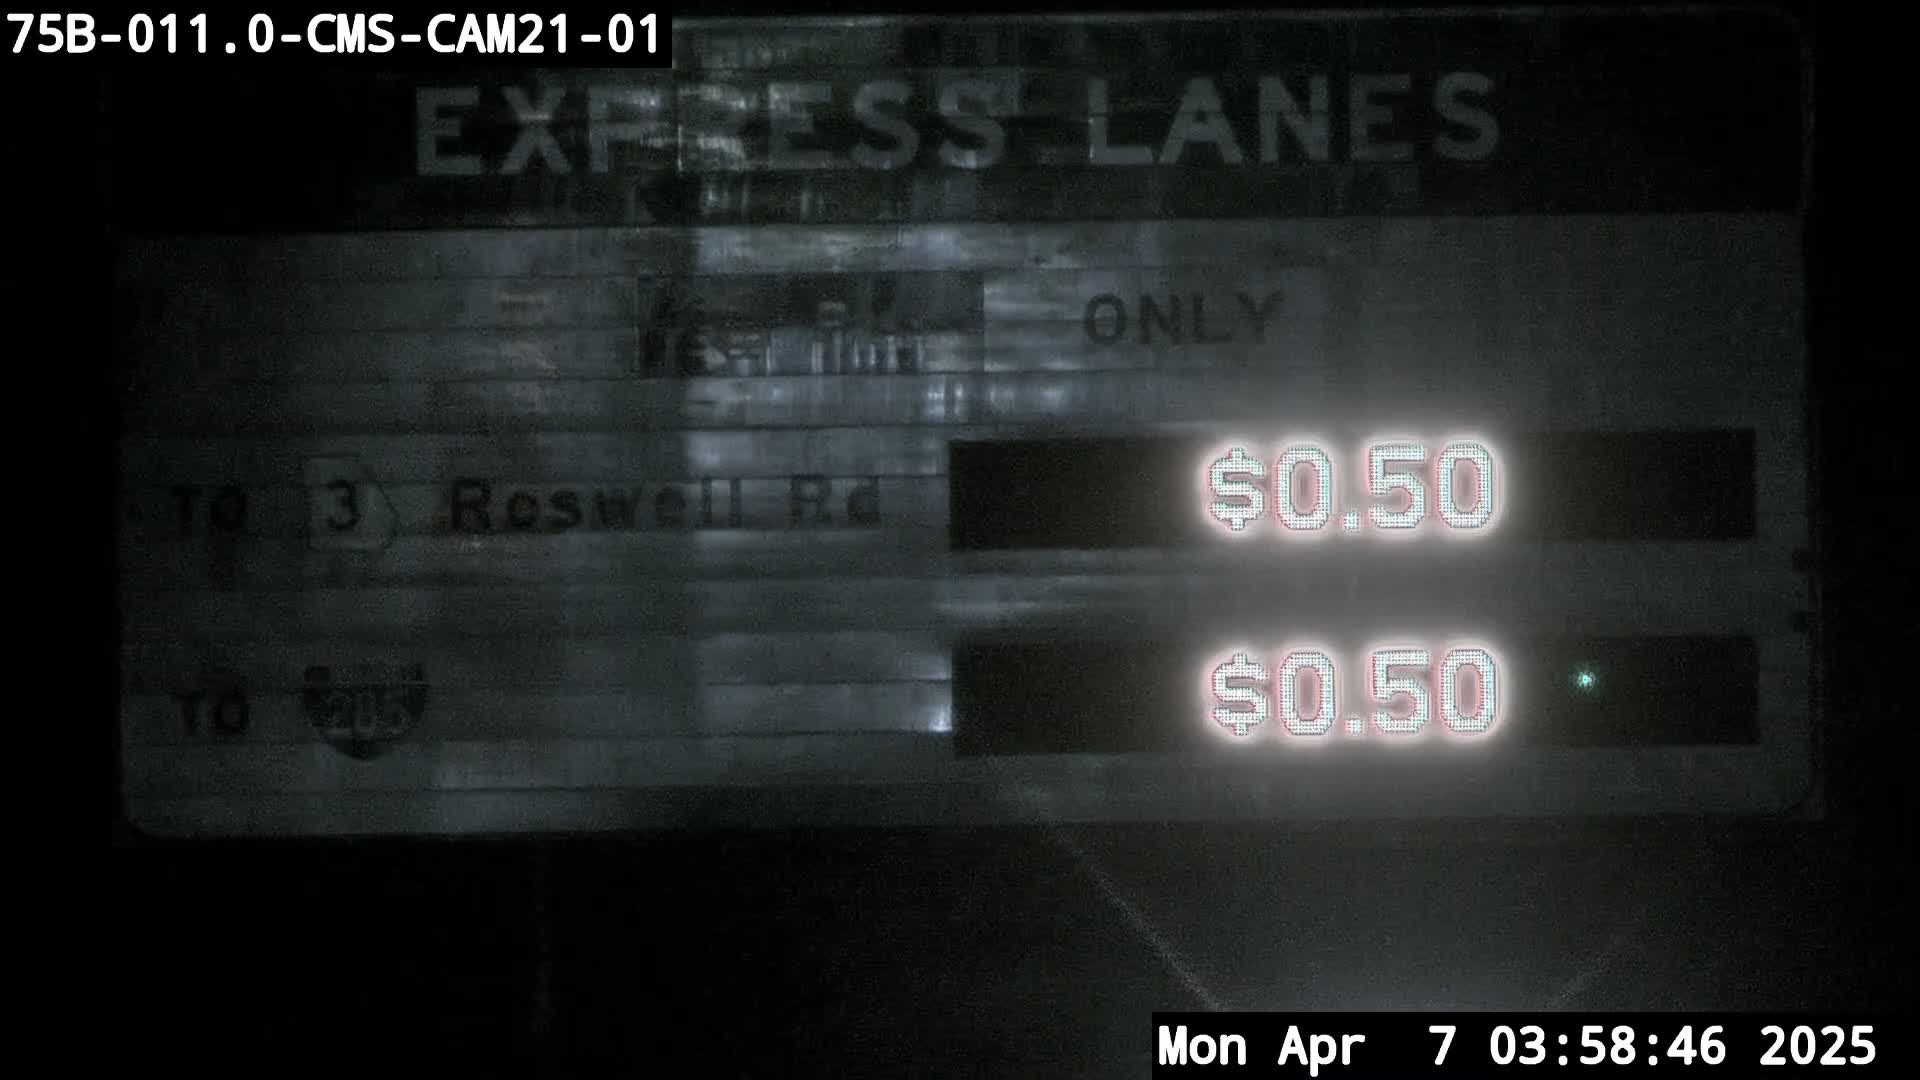 75B-011.0-CMS-CAM21-01
EXPRESS LANES
ONLY
TO 3 Roswell Rd $0.50
TO $0.50
Mon Apr 7 03:58:46 2025